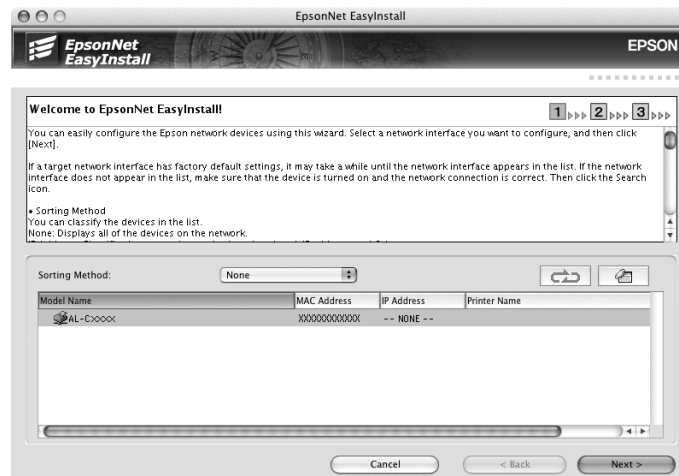 EpsonNet EasyInstall
EpsonNet
EasyInstall
EPSON
Welcome to EpsonNet EasyInstall!
1 2 3
You can easily configure the Epson network devices using this wizard. Select a network interface you want to configure, and then click
[Next].
If a target network interface has factory default settings, it may take a while until the network interface appears in the list. If the network
interface does not appear in the list, make sure that the device is turned on and the network connection is correct. Then click the Search
icon.
• Sorting Method
You can classify the devices in the list.
None: Displays all of the devices on the network.
Sorting Method: None
Model Name MAC Address IP Address Printer Name
AL-CXXXX XXXXXXXXXXXX -- NONE --
Cancel < Back Next >